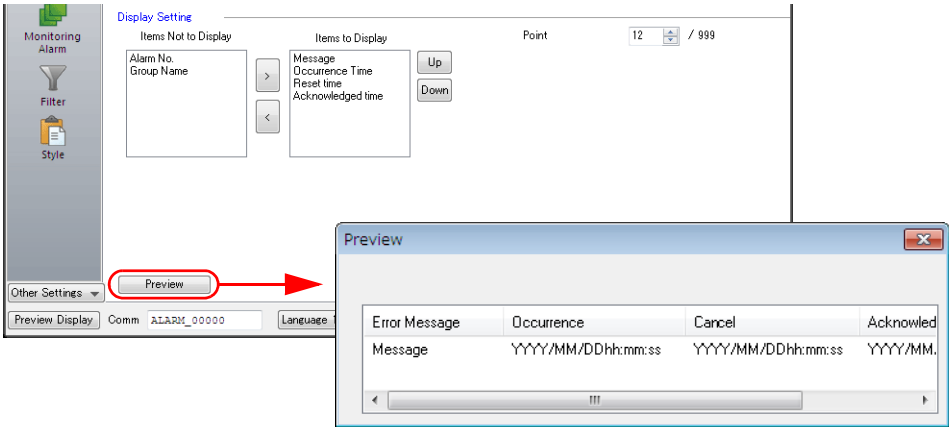 Display Setting
Monitoring
Alarm
Filter
Style
Items Not to Display
Alarm No.
Group Name
>
<
Items to Display
Message
Occurrence Time
Reset time
Acknowledged time
Up
Down
Point 12 / 999
Other Settings
Preview
Preview Display Comm ALARM_00000 Language
Preview
Error Message Occurrence Cancel Acknowled
Message YYYY/MM/DDhh:mm:ss YYYY/MM/DDhh:mm:ss YYYY/MM.